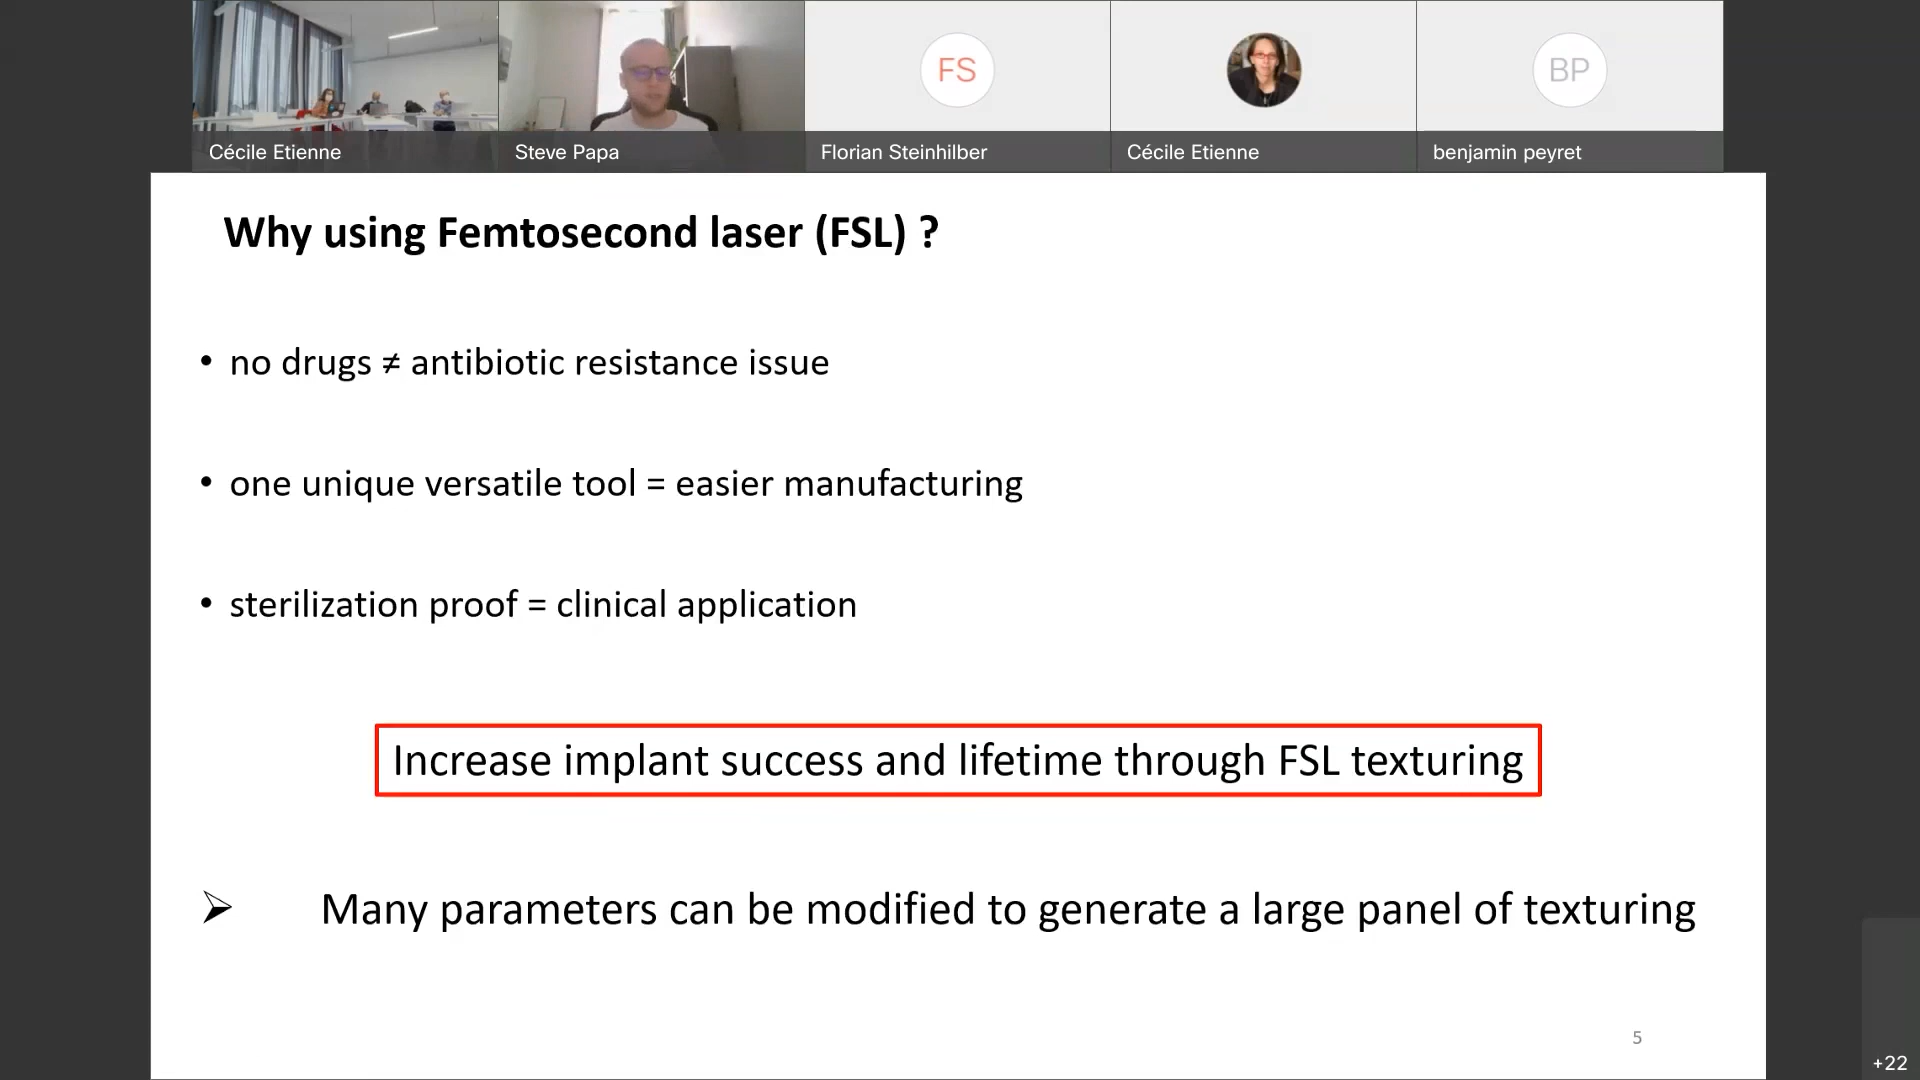 FS
BP
Cécile Etienne
Steve Papa
Florian Steinhilber
Cécile Etienne
benjamin peyret
Why using Femtosecond laser (FSL) ?
• no drugs ≠ antibiotic resistance issue
• one unique versatile tool = easier manufacturing
• sterilization proof = clinical application
Increase implant success and lifetime through FSL texturing
➢ Many parameters can be modified to generate a large panel of texturing
5
+22